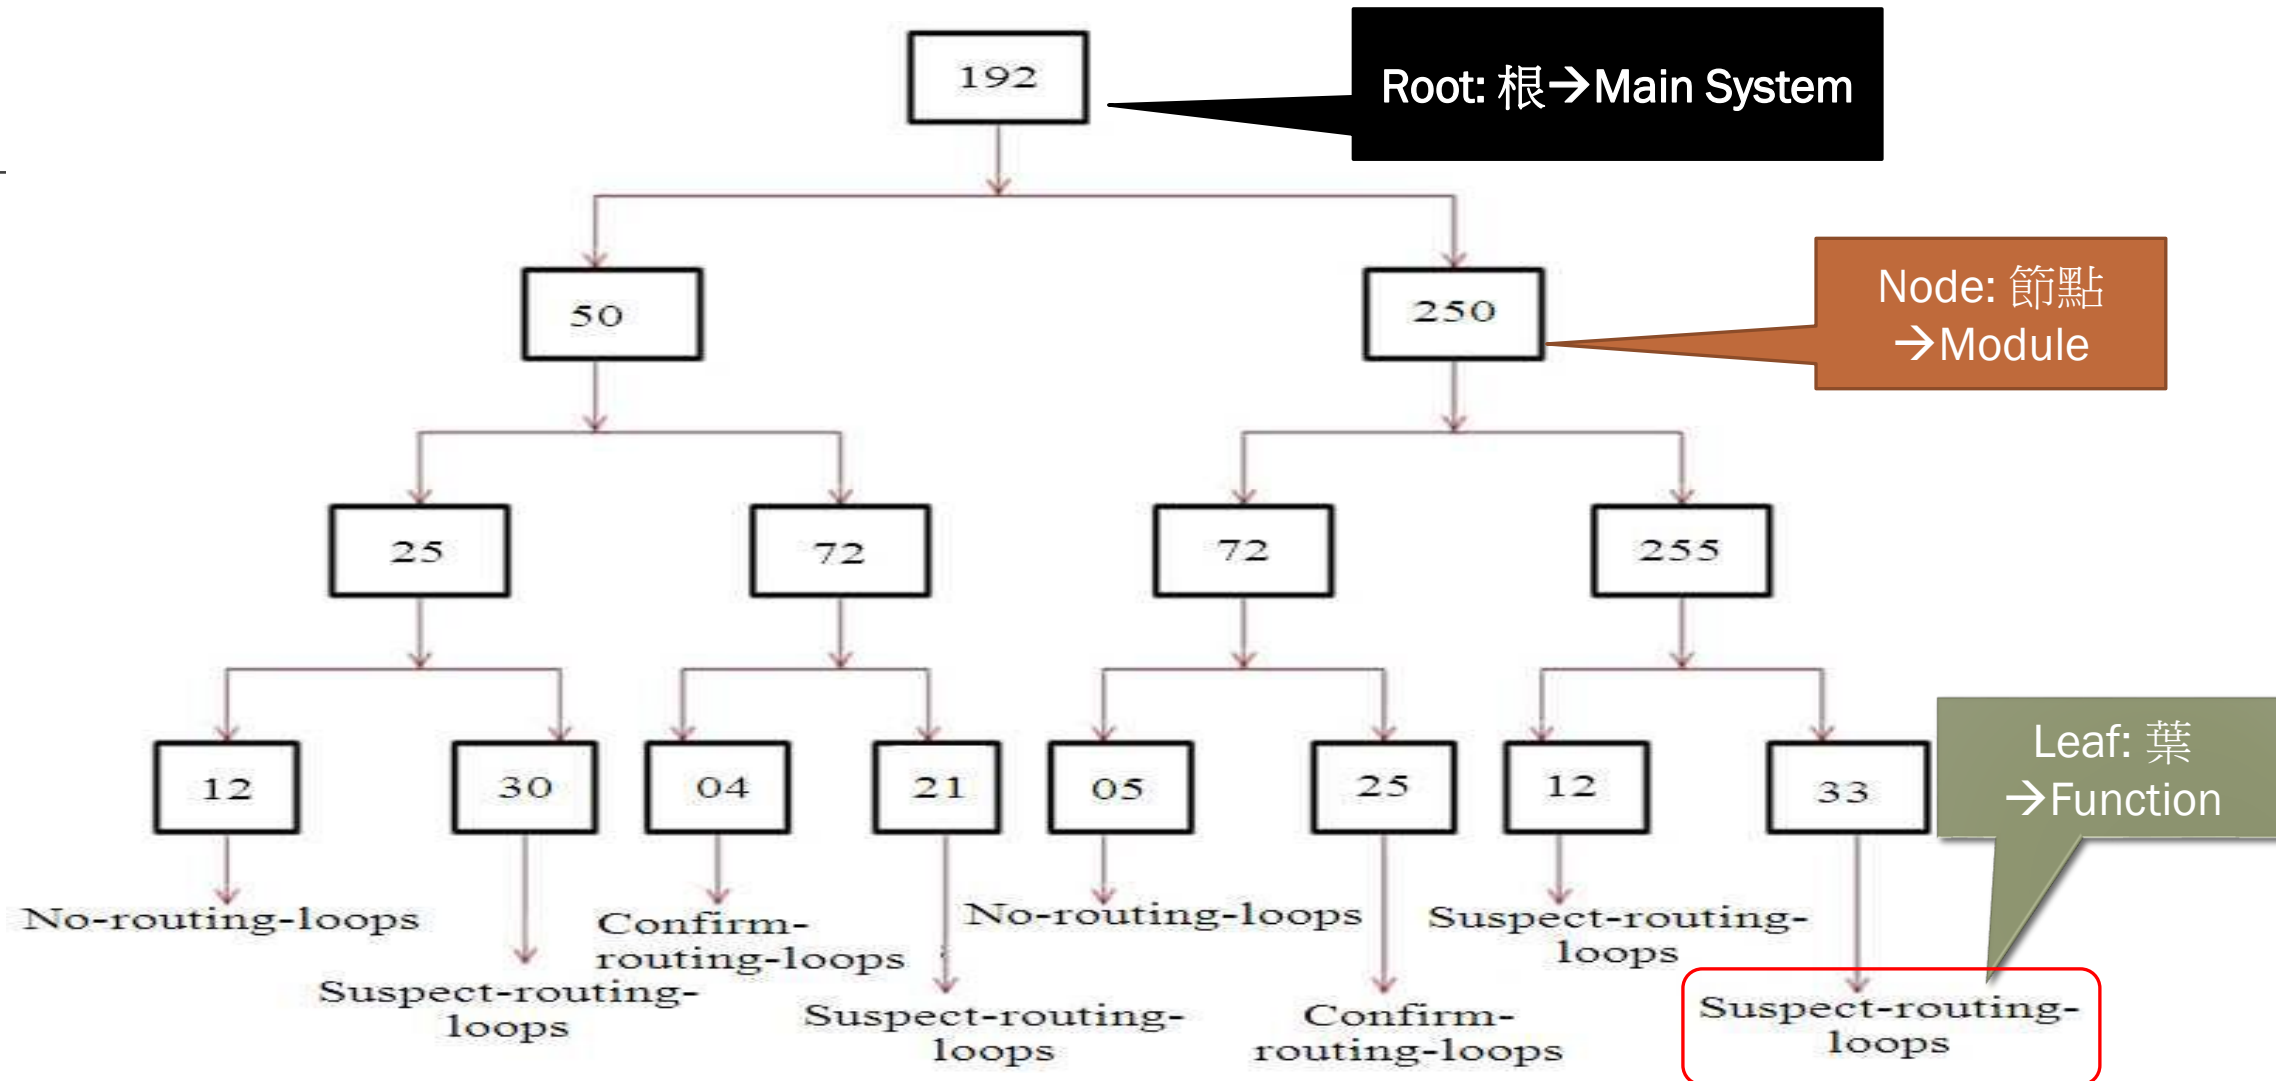 192
Root: 根→Main System
50
250
Node: 節點
→Module
25
72
72
255
12
30
04
21
05
25
12
33
Leaf: 葉
→Function
No-routing-loops
Suspect-routing-
loops
Confirm-
routing-loops
Suspect-routing-
loops
No-routing-loops
Confirm-
routing-loops
Suspect-routing-
loops
Suspect-routing-
loops